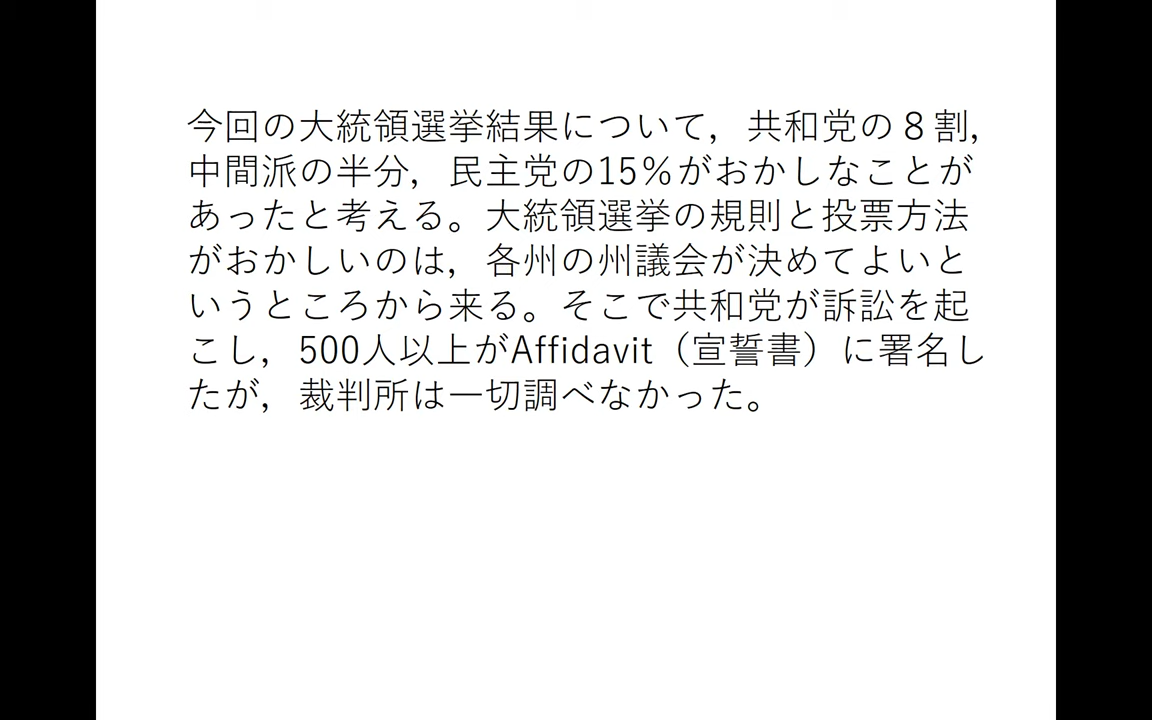 今回の大統領選挙結果について，共和党の８割，
中間派の半分，民主党の15％がおかしなことが
あったと考える。大統領選挙の規則と投票方法
がおかしいのは，各州の州議会が決めてよいと
いうところから来る。そこで共和党が訴訟を起
こし，500人以上がAffidavit（宣誓書）に署名し
たが，裁判所は一切調べなかった。